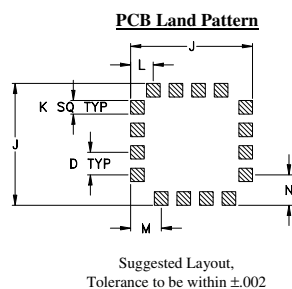 PCB Land Pattern
J
L
K SQ TYP
J
D TYP
N
M
Suggested Layout,
Tolerance to be within ±.002